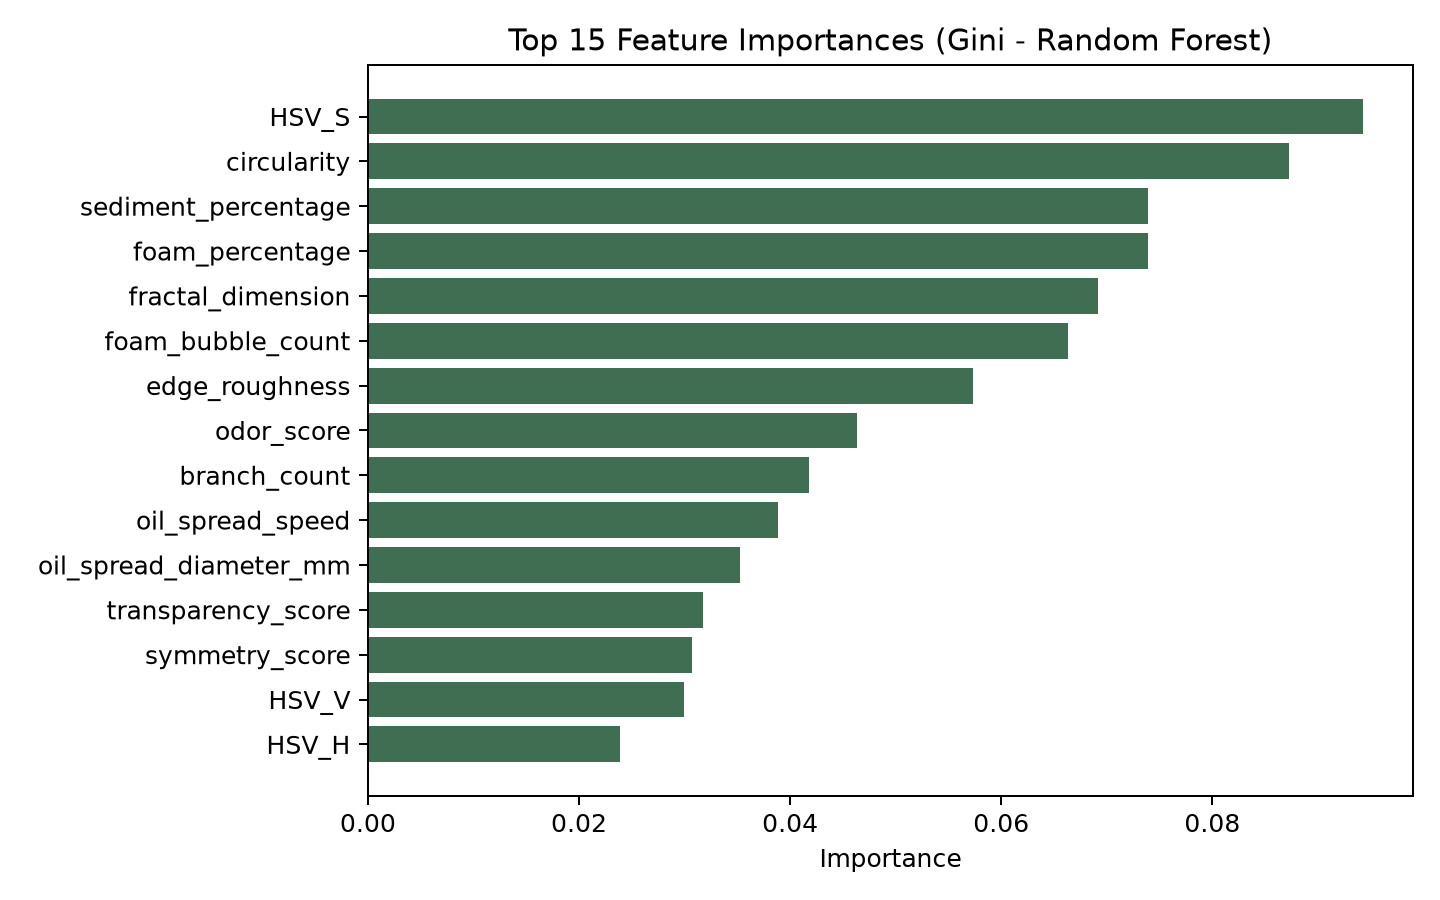 Top 15 Feature Importances (Gini - Random Forest)
HSV_S
circularity
sediment_percentage
foam_percentage
fractal_dimension
foam_bubble_count
edge_roughness
odor_score
branch_count
oil_spread_speed
oil_spread_diameter_mm
transparency_score
symmetry_score
HSV_V
HSV_H
0.00 0.02 0.04 0.06 0.08
Importance